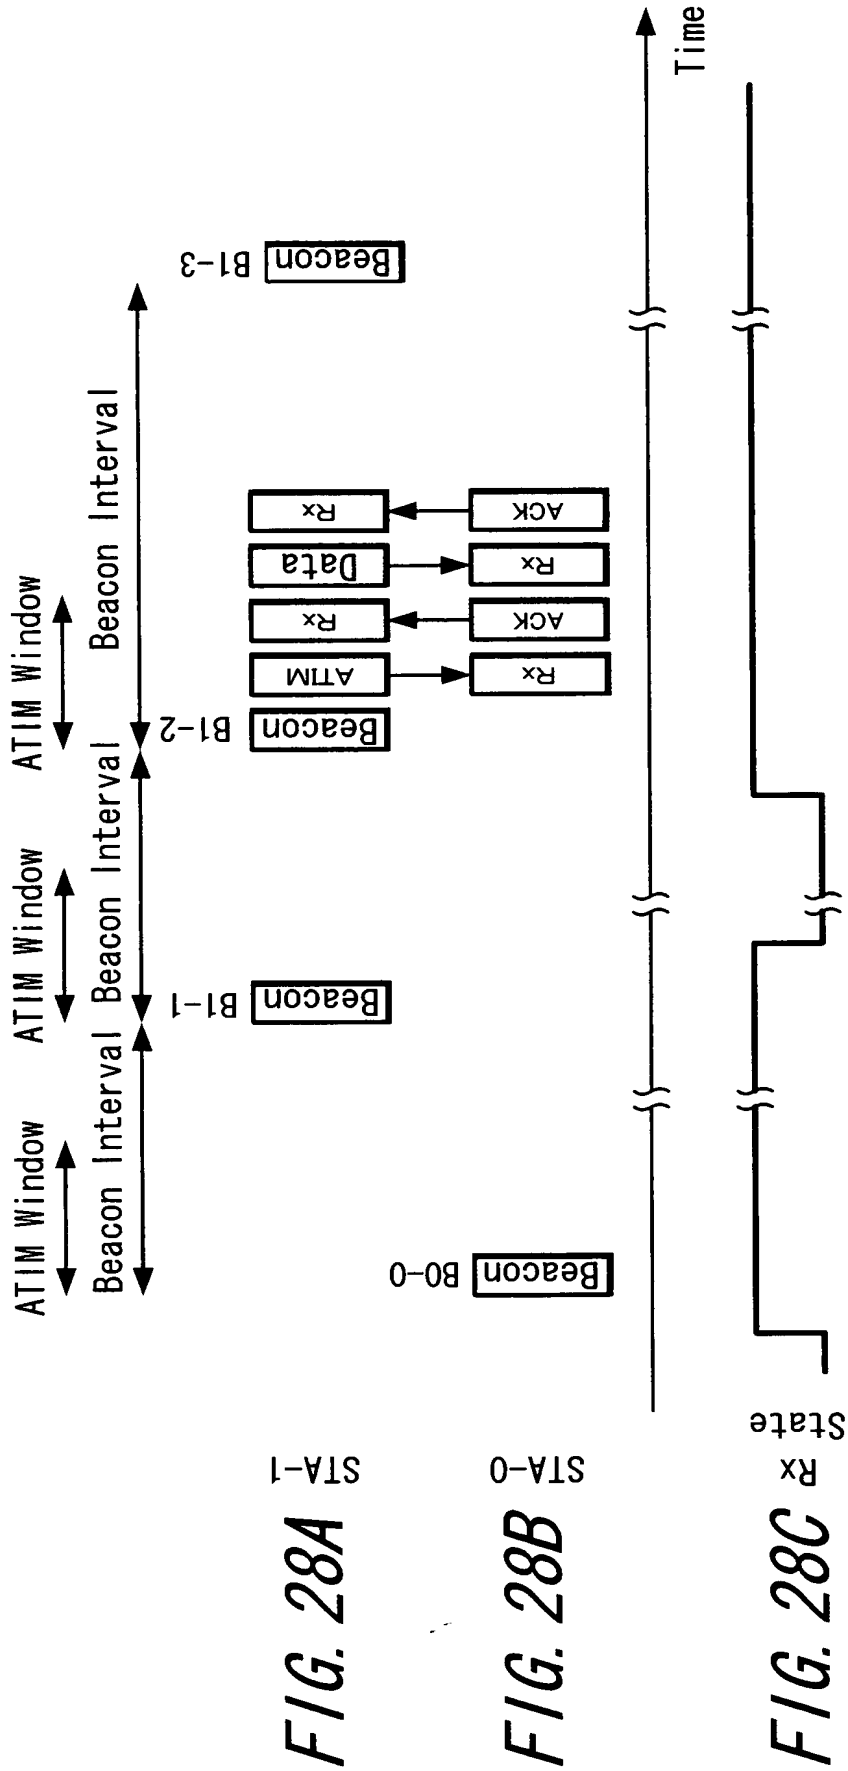 ATIM Window
ATIM Window
ATIM Window
Beacon Interval
Beacon Interval
Beacon Interval
FIG. 28A
STA-1
B1-1
Beacon
B1-2
Beacon
ATIM
Rx
Data
Rx
B1-3
Beacon
FIG. 28B
STA-0
B0-0
Beacon
Rx
ACK
Rx
ACK
Time
FIG. 28C
Rx
State